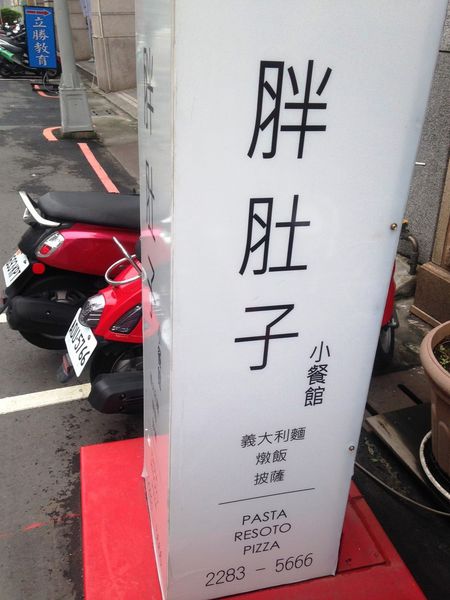 立勝教育
胖肚子
小餐館
義大利麵
燉飯
披薩
PASTA
RESOTO
PIZZA
2283 - 5666